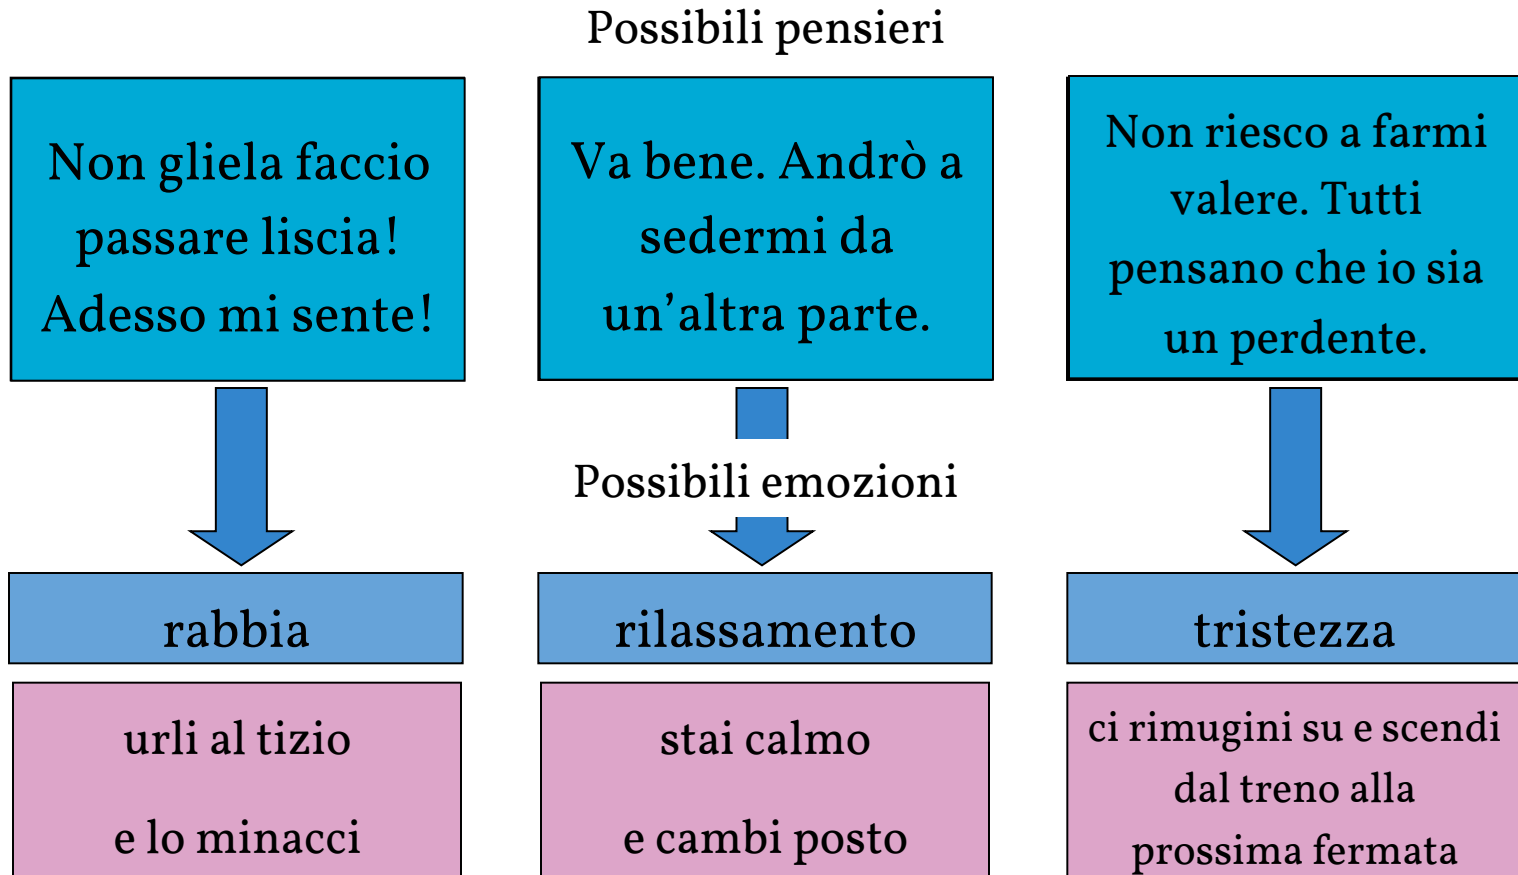 Possibili pensieri
Non gliela faccio
passare liscia!
Adesso mi sente!
Va bene. Andrò a
sedermi da
un’altra parte.
Non riesco a farmi
valere. Tutti
pensano che io sia
un perdente.
Possibili emozioni
rabbia
rilassamento
tristezza
urli al tizio
e lo minacci
stai calmo
e cambi posto
ci rimugini su e scendi
dal treno alla
prossima fermata